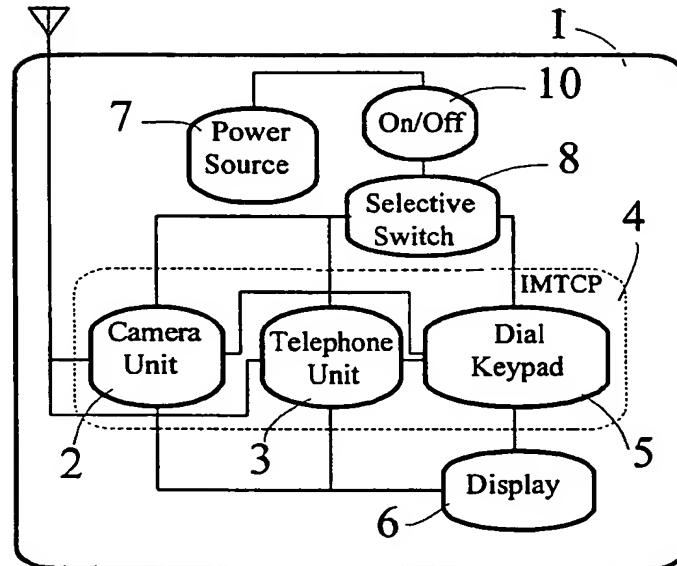 1
10
7
Power
Source
On/Off
8
Selective
Switch
4
IMTCP
Camera
Unit
Telephone
Unit
Dial
Keypad
2
3
5
Display
6